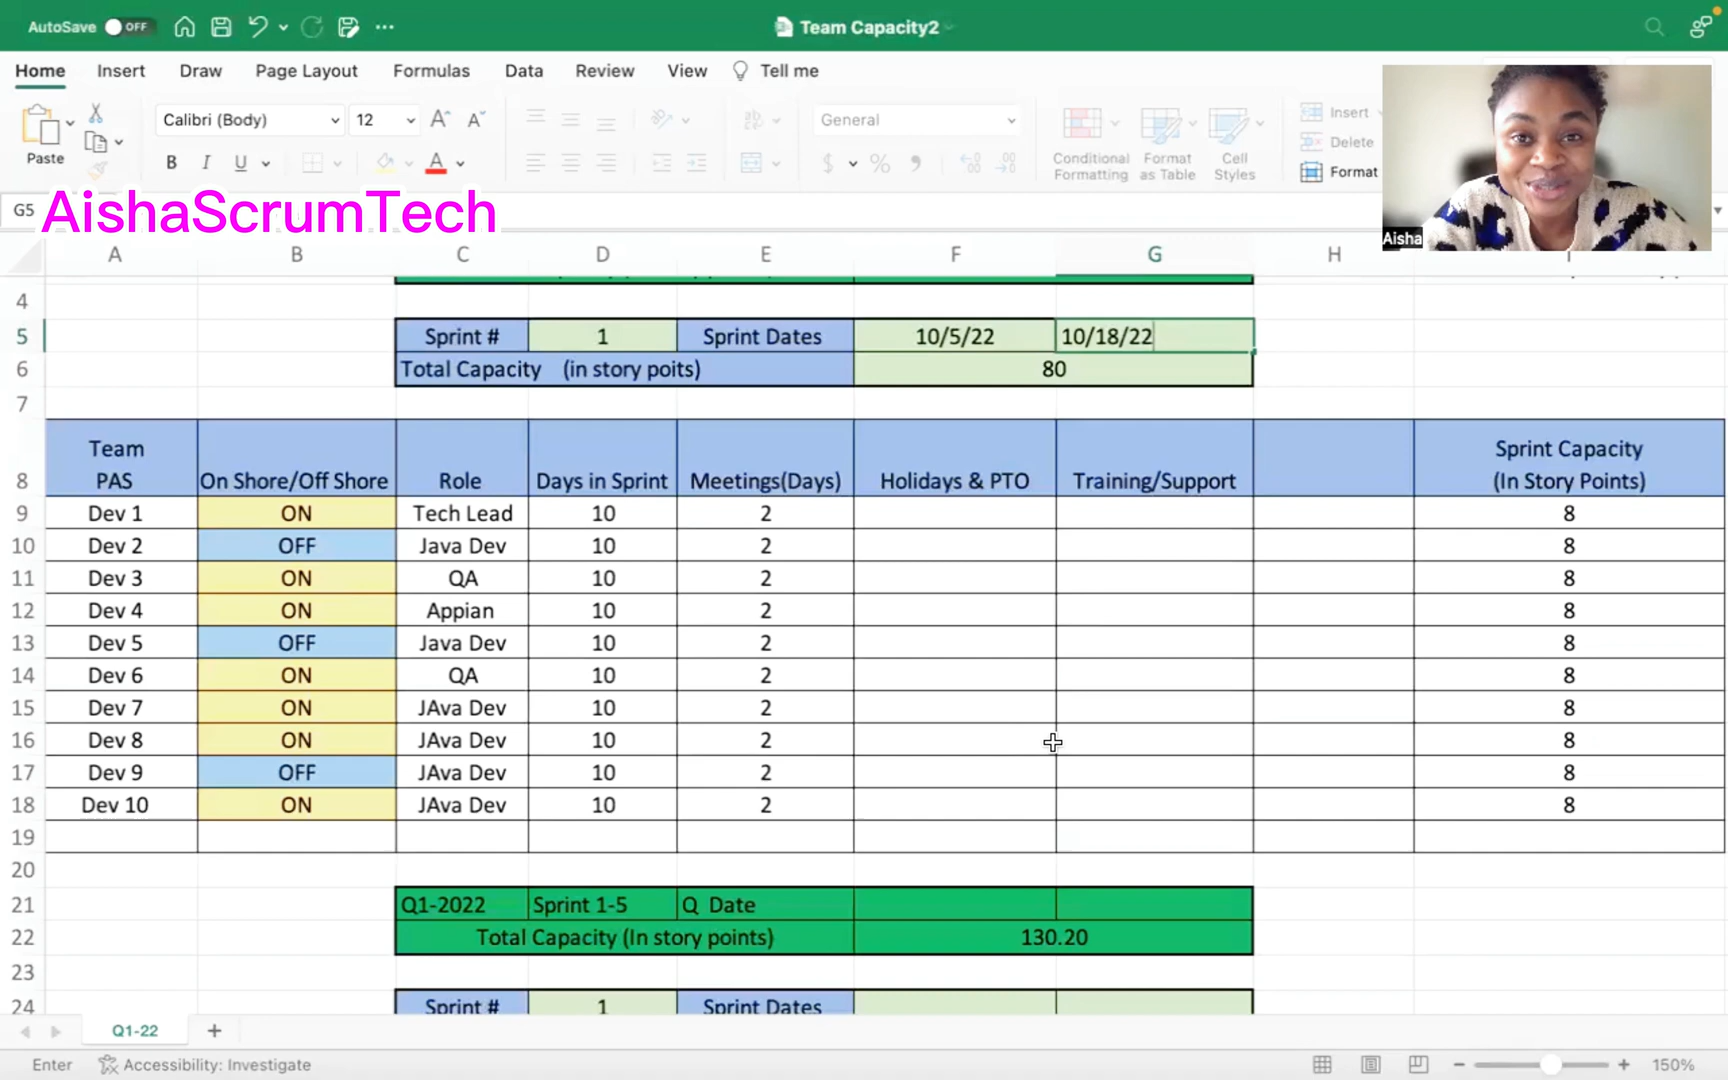 AutoSave OFF Team Capacity2
Home Insert Draw Page Layout Formulas Data Review View Tell me
Paste Calibri (Body) 12 A A General Conditional Formatting Format as Table Cell Styles Insert Delete Format
B I U A $ % 
G5 AishaScrumTech Aisha
A B C D E F G H
4
5 Sprint # 1 Sprint Dates 10/5/22 10/18/22
6 Total Capacity (in story poits) 80
7
Team Sprint Capacity
8 PAS On Shore/Off Shore Role Days in Sprint Meetings(Days) Holidays & PTO Training/Support (In Story Points)
9 Dev 1 ON Tech Lead 10 2 8
10 Dev 2 OFF Java Dev 10 2 8
11 Dev 3 ON QA 10 2 8
12 Dev 4 ON Appian 10 2 8
13 Dev 5 OFF Java Dev 10 2 8
14 Dev 6 ON QA 10 2 8
15 Dev 7 ON JAva Dev 10 2 8
16 Dev 8 ON JAva Dev 10 2 8
17 Dev 9 OFF JAva Dev 10 2 8
18 Dev 10 ON JAva Dev 10 2 8
19
20
21 Q1-2022 Sprint 1-5 Q Date
22 Total Capacity (In story points) 130.20
23
24 Sprint # 1 Sprint Dates
Q1-22 +
Enter Accessibility: Investigate 150%